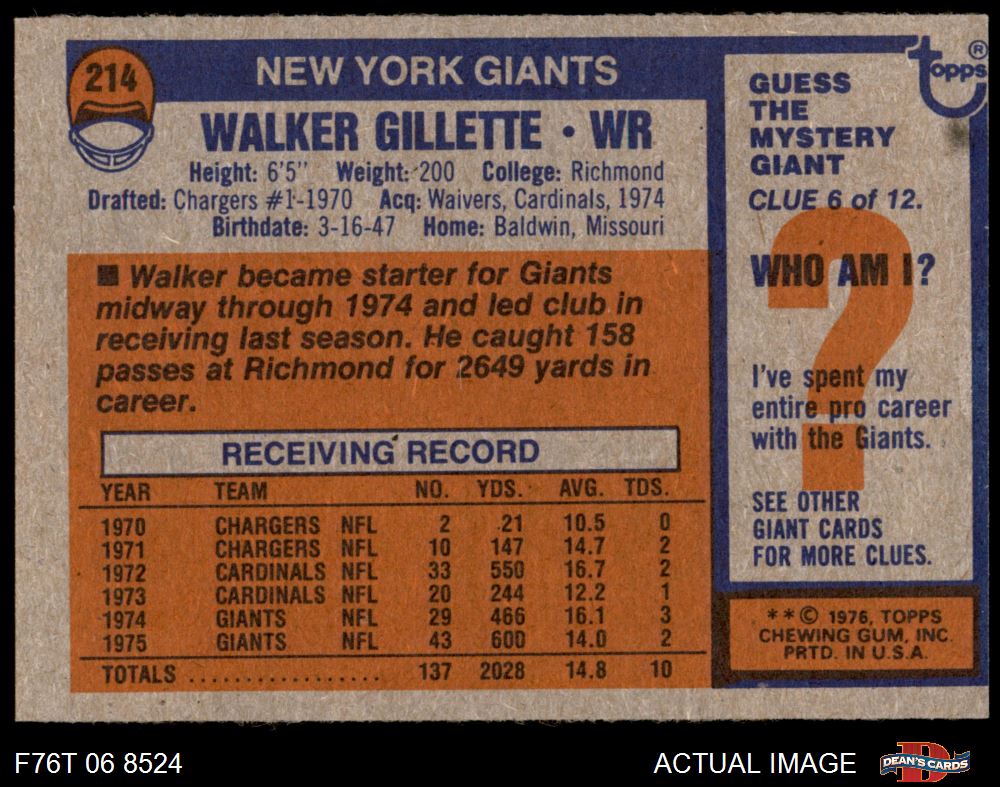 214
NEW YORK GIANTS
WALKER GILLETTE • WR
Height: 6'5" Weight: 200 College: Richmond
Drafted: Chargers #1-1970 Acq: Waivers, Cardinals, 1974
Birthdate: 3-16-47 Home: Baldwin, Missouri
■ Walker became starter for Giants
midway through 1974 and led club in
receiving last season. He caught 158
passes at Richmond for 2649 yards in
career.
RECEIVING RECORD
YEAR TEAM NO. YDS. AVG. TDS.
1970 CHARGERS NFL 2 21 10.5 0
1971 CHARGERS NFL 10 147 14.7 2
1972 CARDINALS NFL 33 550 16.7 2
1973 CARDINALS NFL 20 244 12.2 1
1974 GIANTS NFL 29 466 16.1 3
1975 GIANTS NFL 43 600 14.0 2
TOTALS ................. 137 2028 14.8 10
topps ®
GUESS
THE
MYSTERY
GIANT
CLUE 6 of 12.
WHO AM I?
?
I've spent my
entire pro career
with the Giants.
SEE OTHER
GIANT CARDS
FOR MORE CLUES.
**© 1976, TOPPS
CHEWING GUM, INC.
PRTD. IN U.S.A.
F76T 06 8524
ACTUAL IMAGE
D
DEAN'S CARDS